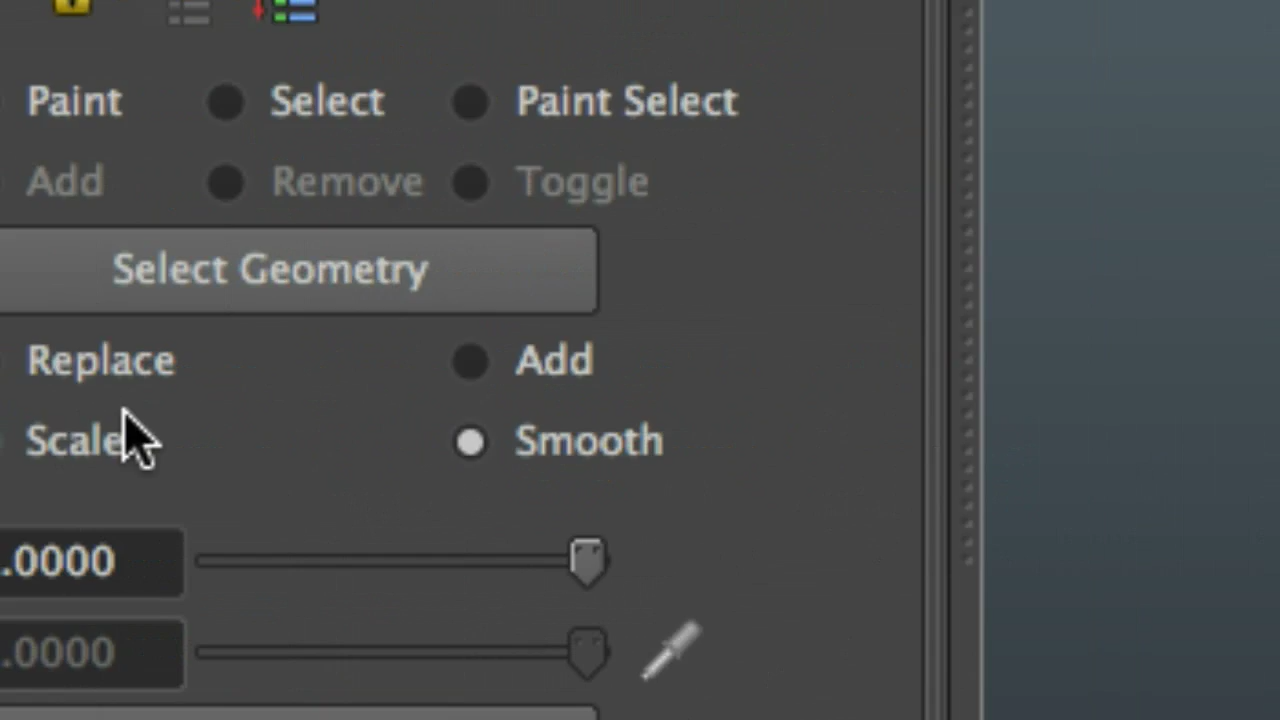 Paint Select Paint Select
Add Remove Toggle
Select Geometry
Replace Add
Scale Smooth
.0000
.0000